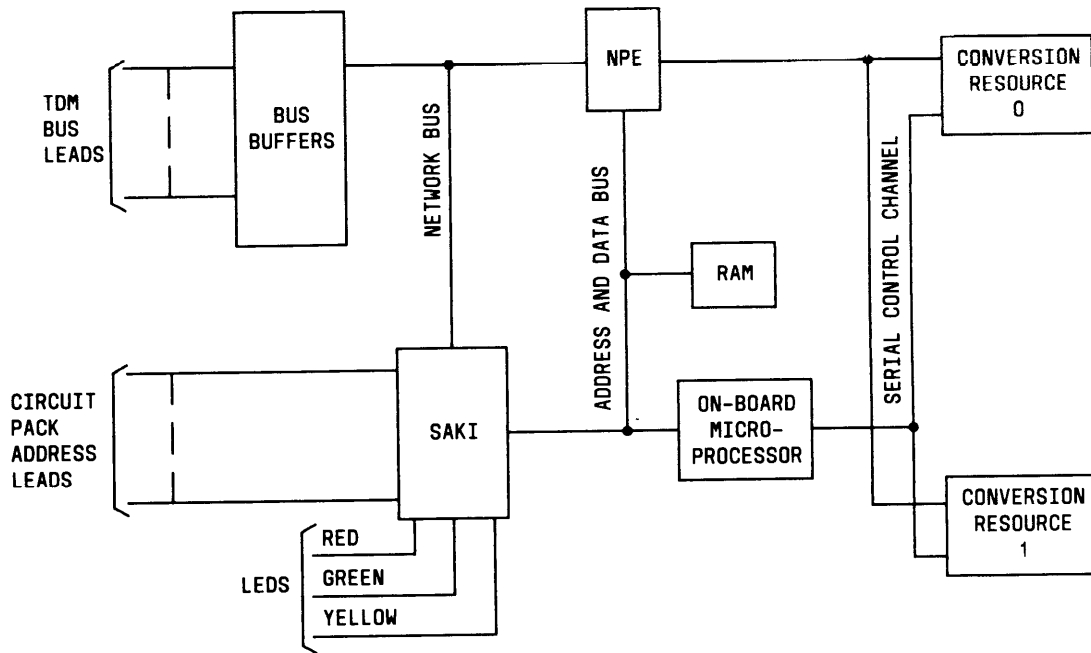 TDM
BUS
LEADS
BUS
BUFFERS
NETWORK BUS
NPE
ADDRESS AND DATA BUS
RAM
SERIAL CONTROL CHANNEL
CONVERSION
RESOURCE
0
CIRCUIT
PACK
ADDRESS
LEADS
SAKI
ON-BOARD
MICRO-
PROCESSOR
CONVERSION
RESOURCE
1
LEDS
RED
GREEN
YELLOW